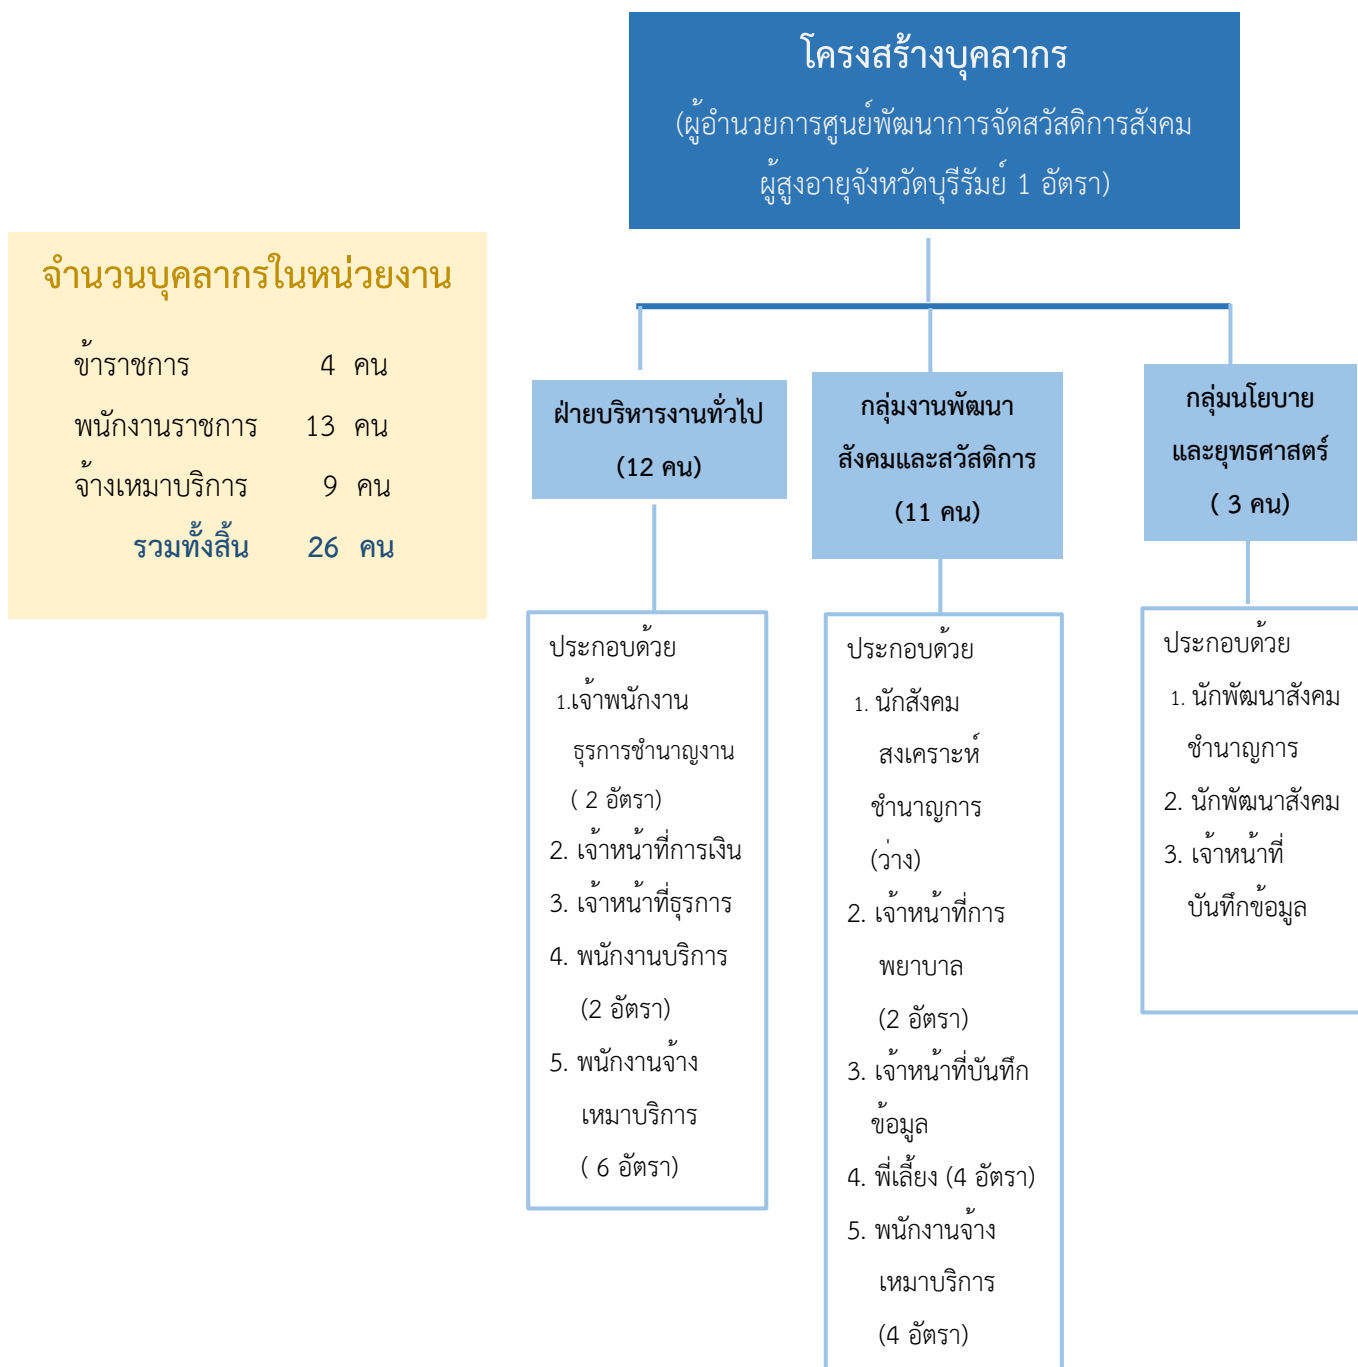 โครงสร้างบุคลากร
(ผู้อำนวยการศูนย์พัฒนาการจัดสวัสดิการสังคม
ผู้สูงอายุจังหวัดบุรีรัมย์ 1 อัตรา)
จำนวนบุคลากรในหน่วยงาน
ข้าราชการ 4 คน
พนักงานราชการ 13 คน
จ้างเหมาบริการ 9 คน
รวมทั้งสิ้น 26 คน
ฝ่ายบริหารงานทั่วไป
(12 คน)
กลุ่มงานพัฒนา
สังคมและสวัสดิการ
(11 คน)
กลุ่มนโยบาย
และยุทธศาสตร์
( 3 คน)
ประกอบด้วย
1.เจ้าพนักงาน
ธุรการชำนาญงาน
( 2 อัตรา)
2. เจ้าหน้าที่การเงิน
3. เจ้าหน้าที่ธุรการ
4. พนักงานบริการ
(2 อัตรา)
5. พนักงานจ้าง
เหมาบริการ
( 6 อัตรา)
ประกอบด้วย
1. นักสังคม
สงเคราะห์
ชำนาญการ
(ว่าง)
2. เจ้าหน้าที่การ
พยาบาล
(2 อัตรา)
3. เจ้าหน้าที่บันทึก
ข้อมูล
4. พี่เลี้ยง (4 อัตรา)
5. พนักงานจ้าง
เหมาบริการ
(4 อัตรา)
ประกอบด้วย
1. นักพัฒนาสังคม
ชำนาญการ
2. นักพัฒนาสังคม
3. เจ้าหน้าที่
บันทึกข้อมูล